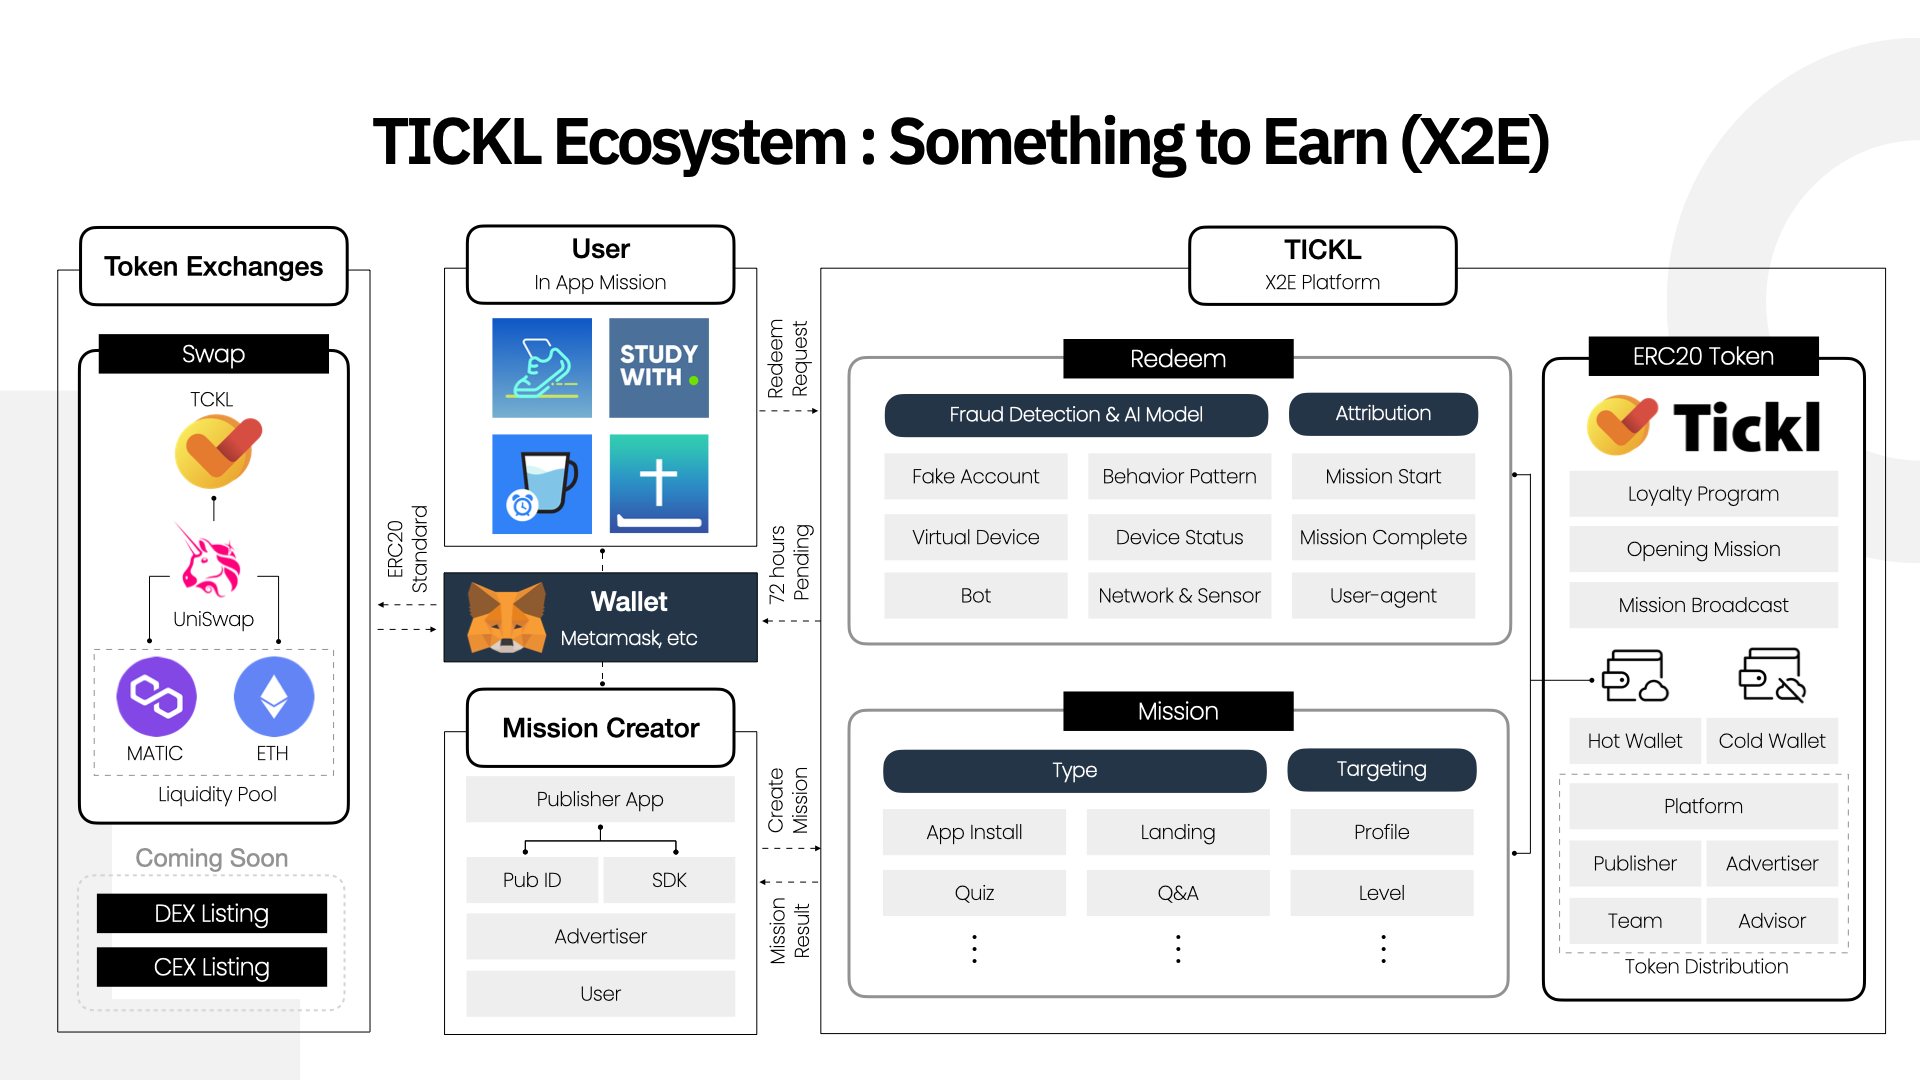 TICKL Ecosystem : Something to Earn (X2E)
Token Exchanges
Swap
TCKL
UniSwap
MATIC
ETH
Liquidity Pool
Coming Soon
DEX Listing
CEX Listing
ERC20
Standard
User
In App Mission
STUDY
WITH
Wallet
Metamask, etc
Mission Creator
Publisher App
Pub ID
SDK
Advertiser
User
Redeem
Request
72 hours
Pending
Create
Mission
Mission
Result
TICKL
X2E Platform
Redeem
Fraud Detection & AI Model
Attribution
Fake Account
Behavior Pattern
Mission Start
Virtual Device
Device Status
Mission Complete
Bot
Network & Sensor
User-agent
Mission
Type
Targeting
App Install
Landing
Profile
Quiz
Q&A
Level
ERC20 Token
Tickl
Loyalty Program
Opening Mission
Mission Broadcast
Hot Wallet
Cold Wallet
Platform
Publisher
Advertiser
Team
Advisor
Token Distribution